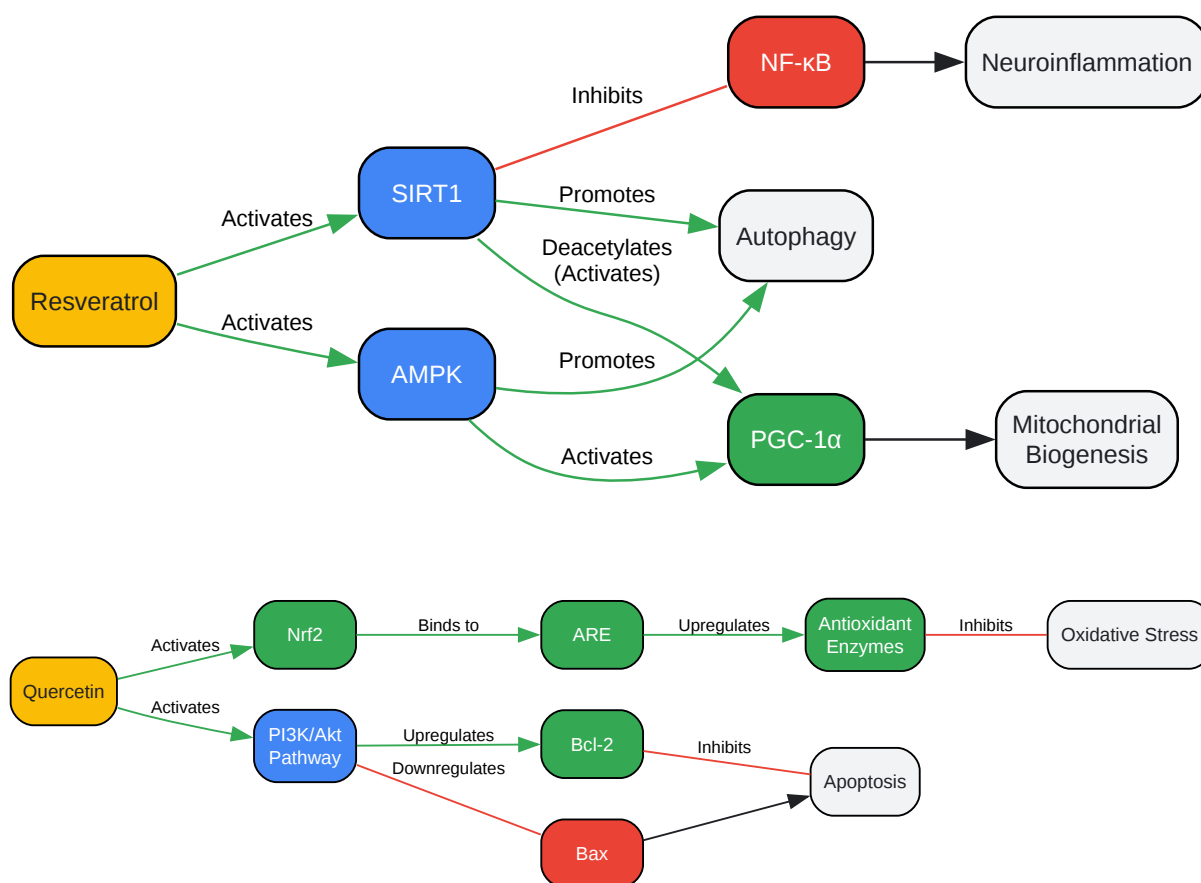 NF-κB
Neuroinflammation
Inhibits
SIRT1
Promotes
Activates
Autophagy
Deacetylates
(Activates)
Resveratrol
Activates
AMPK
Promotes
PGC-1α
Mitochondrial
Biogenesis
Activates
Nrf2
Binds to
ARE
Upregulates
Antioxidant
Enzymes
Inhibits
Oxidative Stress
Activates
Quercetin
Activates
PI3K/Akt
Pathway
Upregulates
Bcl-2
Inhibits
Downregulates
Apoptosis
Bax